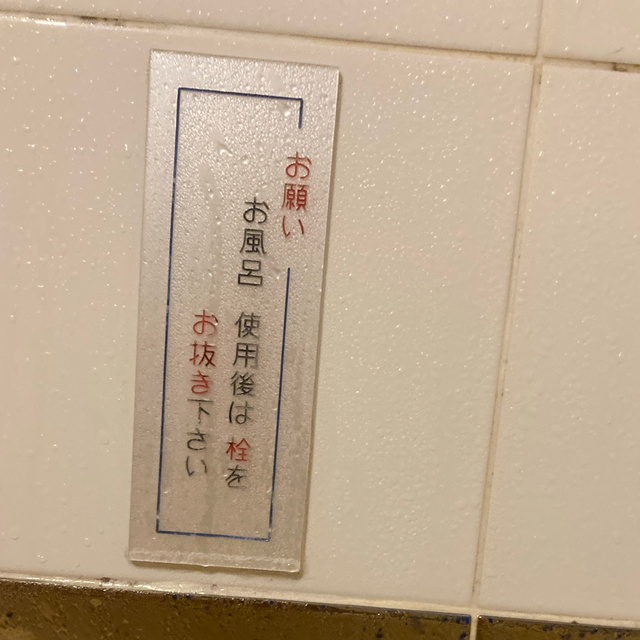 お願い
お風呂 使用後は 栓を
お抜き下さい